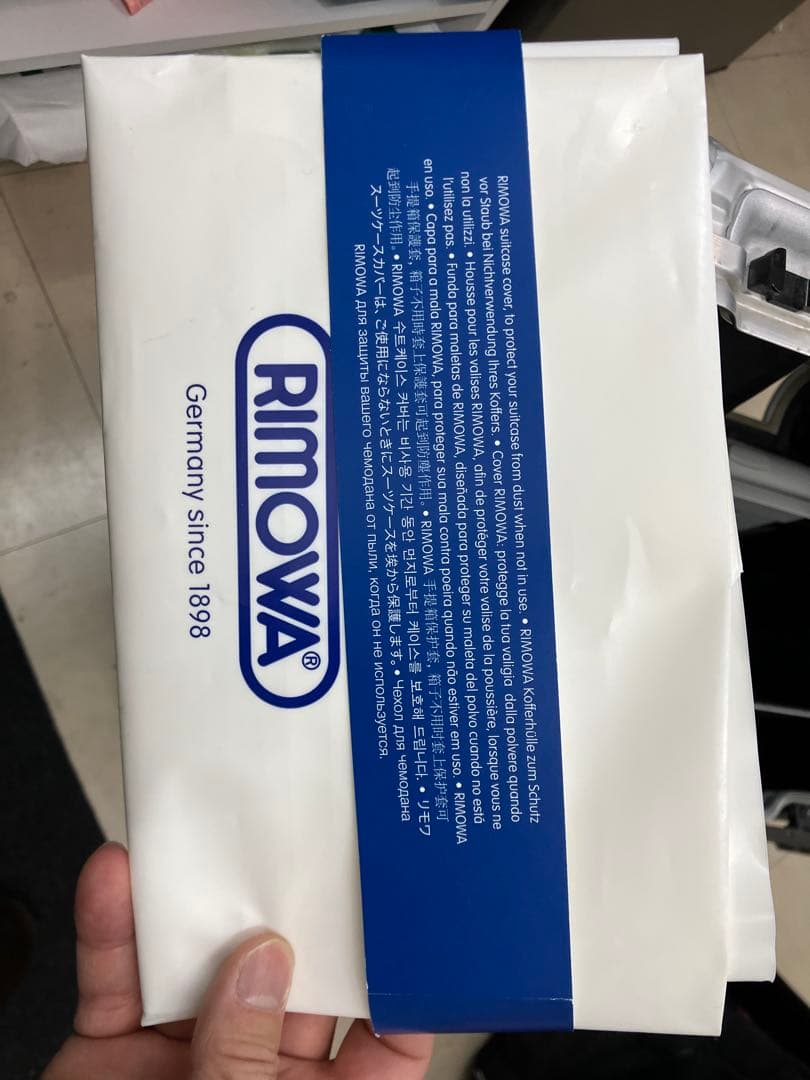 RIMOWA suitcase cover, to protect your suitcase from dust when not in use. • RIMOWA Kofferhülle zum Schutz
vor Staub bei Nichtverwendung Ihres Koffers. • Cover RIMOWA: protegge la tua valigia dalla polvere quando
non la utilizzi. • Housse pour les valises RIMOWA, afin de protéger votre valise de la poussière, lorsque vous ne
l'utilisez pas. • Funda para maletas de RIMOWA, diseñada para proteger su maleta del polvo cuando no está
en uso. • Capa para a mala RIMOWA, para proteger sua mala contra poeira quando não estiver em uso. • RIMOWA
手提箱保護套, 箱子不用時套上保護套可起到防塵作用。 • RIMOWA 手提箱保护套, 箱子不用时套上保护套可
起到防尘作用。 • RIMOWA 수트케이스 커버는 비사용 기간 동안 먼지로부터 케이스를 보호해 드립니다. • リモワ
スーツケースカバーは、ご使用にならないときにスーツケースを埃から保護します。 • Чехол для чемодана
RIMOWA для защиты вашего чемодана от пыли, когда он не используется.
RIMOWA®
Germany since 1898